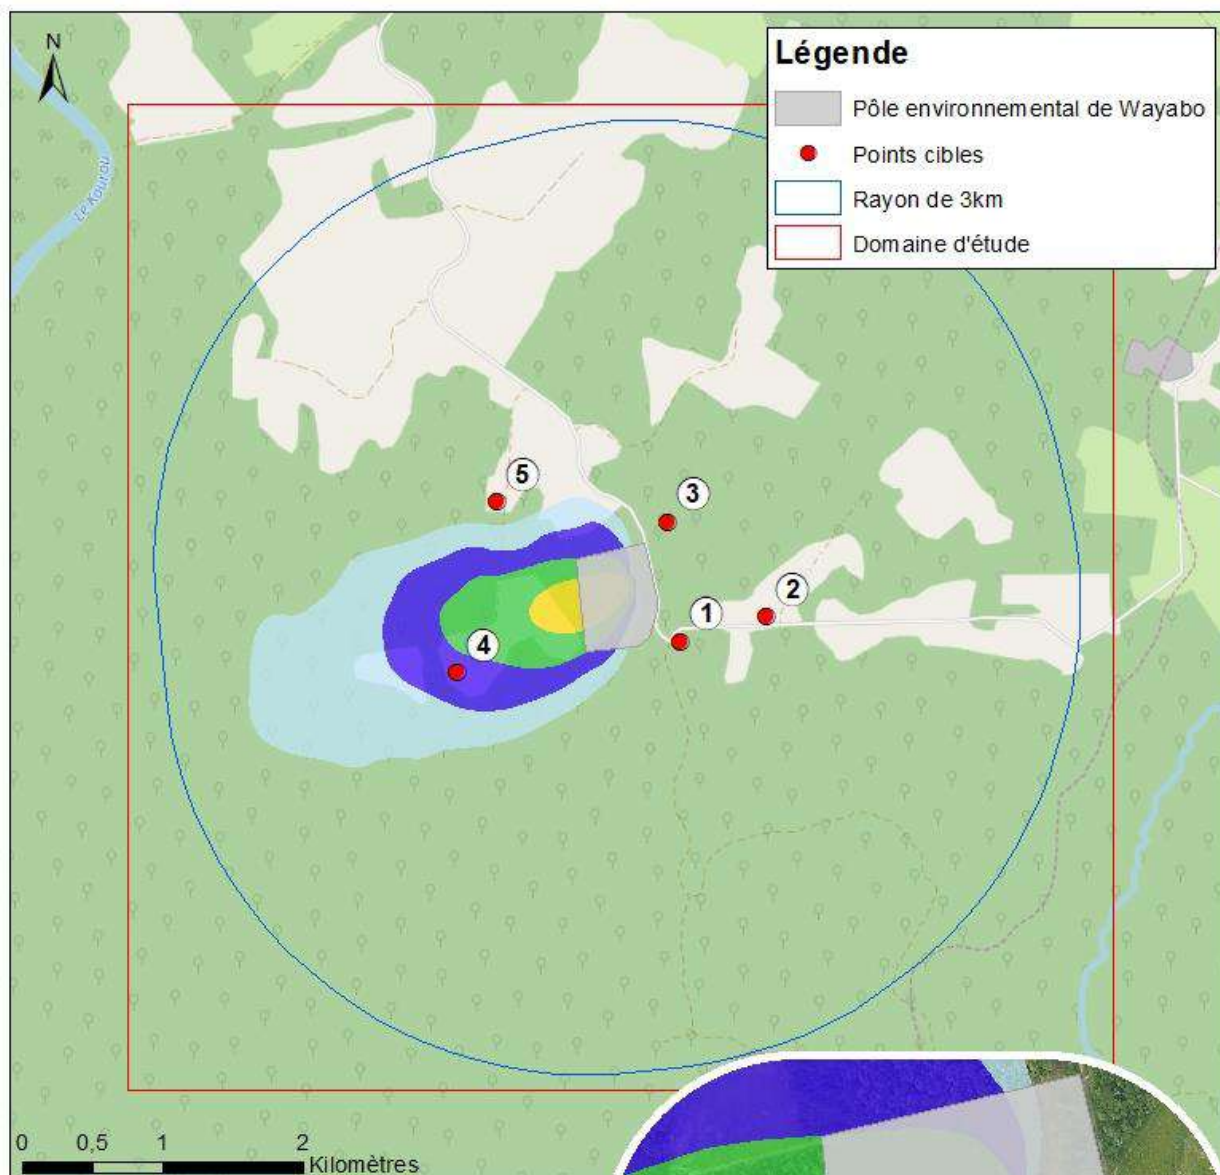 N
Légende
Pôle environnemental de Wayabo
Points cibles
Rayon de 3km
Domaine d'étude
Le Kourou
5
3
2
1
4
0 0,5 1 2
Kilomètres